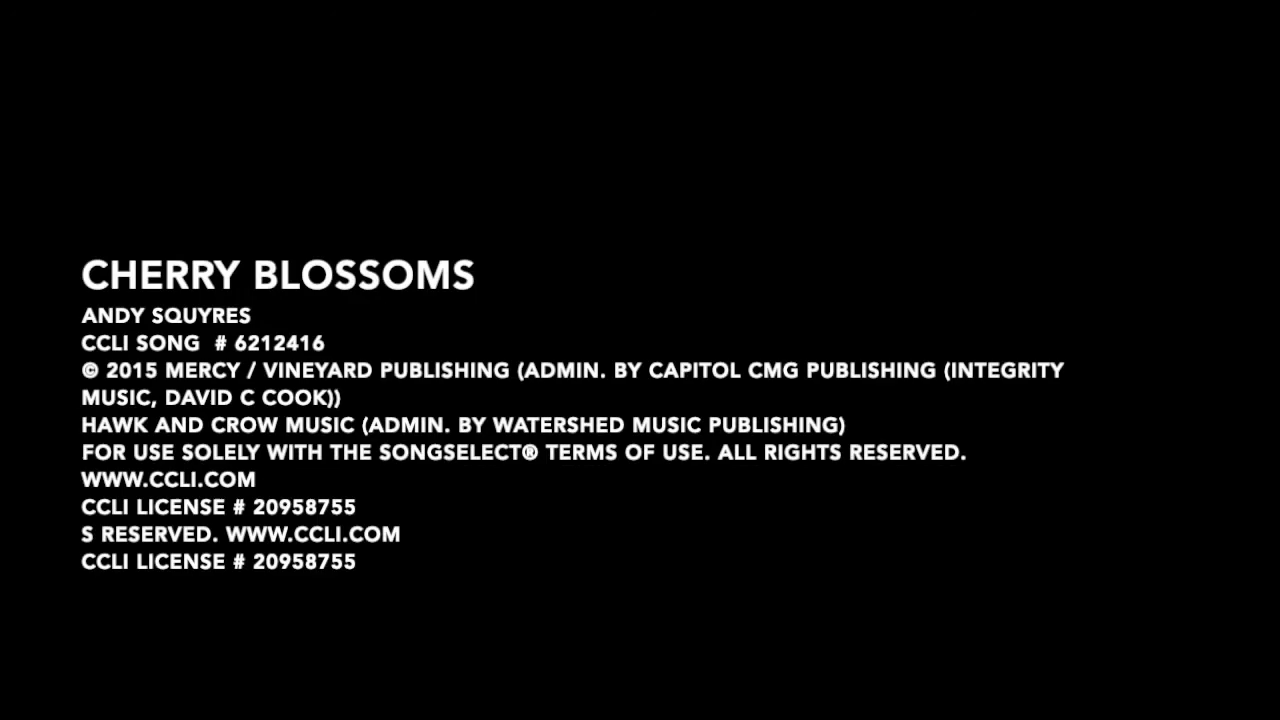 CHERRY BLOSSOMS
ANDY SQUYRES
CCLI SONG  # 6212416
© 2015 MERCY / VINEYARD PUBLISHING (ADMIN. BY CAPITOL CMG PUBLISHING (INTEGRITY
MUSIC, DAVID C COOK))
HAWK AND CROW MUSIC (ADMIN. BY WATERSHED MUSIC PUBLISHING)
FOR USE SOLELY WITH THE SONGSELECT® TERMS OF USE. ALL RIGHTS RESERVED.
WWW.CCLI.COM
CCLI LICENSE # 20958755
S RESERVED. WWW.CCLI.COM
CCLI LICENSE # 20958755